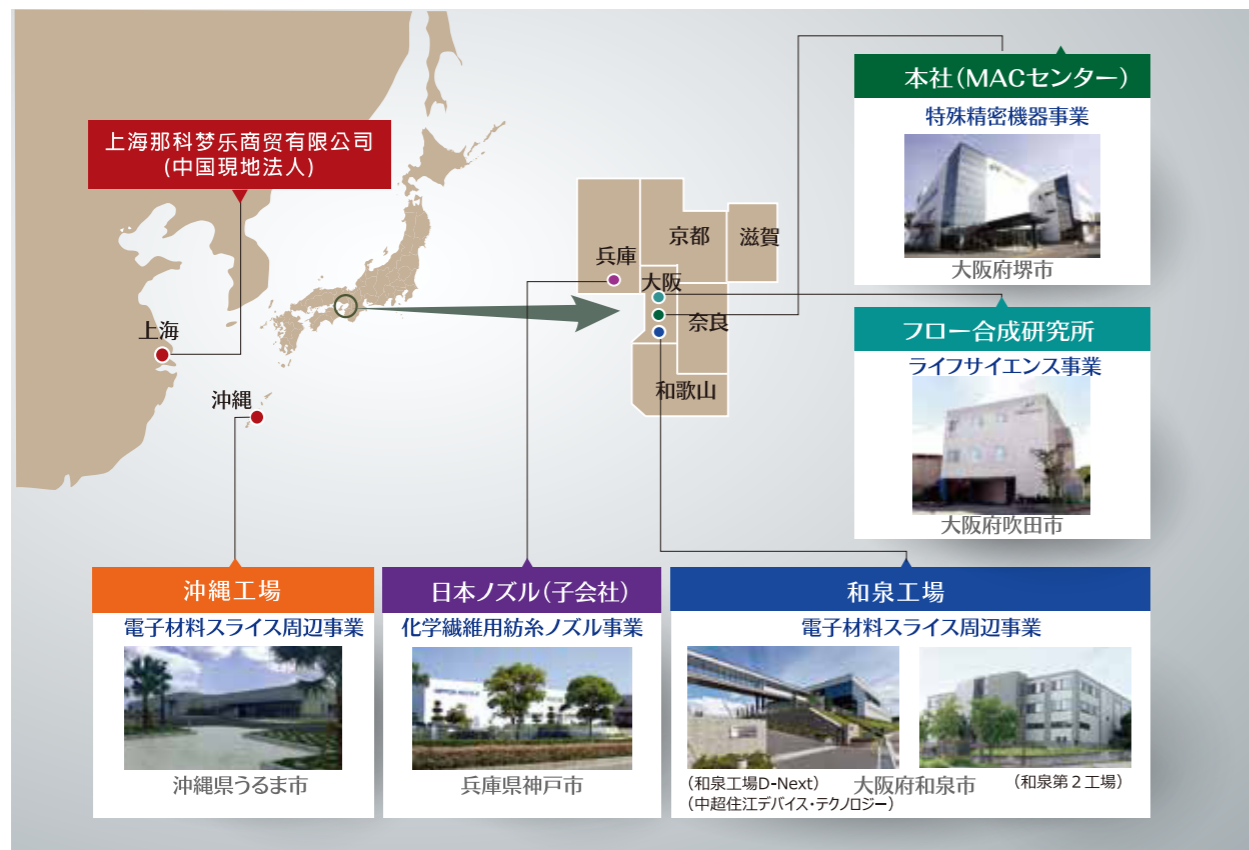 本社(MACセンター)
特殊精密機器事業
大阪府堺市
上海那科梦乐商贸有限公司
(中国現地法人)
京都
滋賀
兵庫
大阪
奈良
和歌山
上海
沖縄
フロー合成研究所
ライフサイエンス事業
大阪府吹田市
沖縄工場
電子材料スライス周辺事業
沖縄県うるま市
日本ノズル(子会社)
化学繊維用紡糸ノズル事業
兵庫県神戸市
和泉工場
電子材料スライス周辺事業
(和泉工場D-Next)
(中超住江デバイス・テクノロジー)
大阪府和泉市
(和泉第2工場)